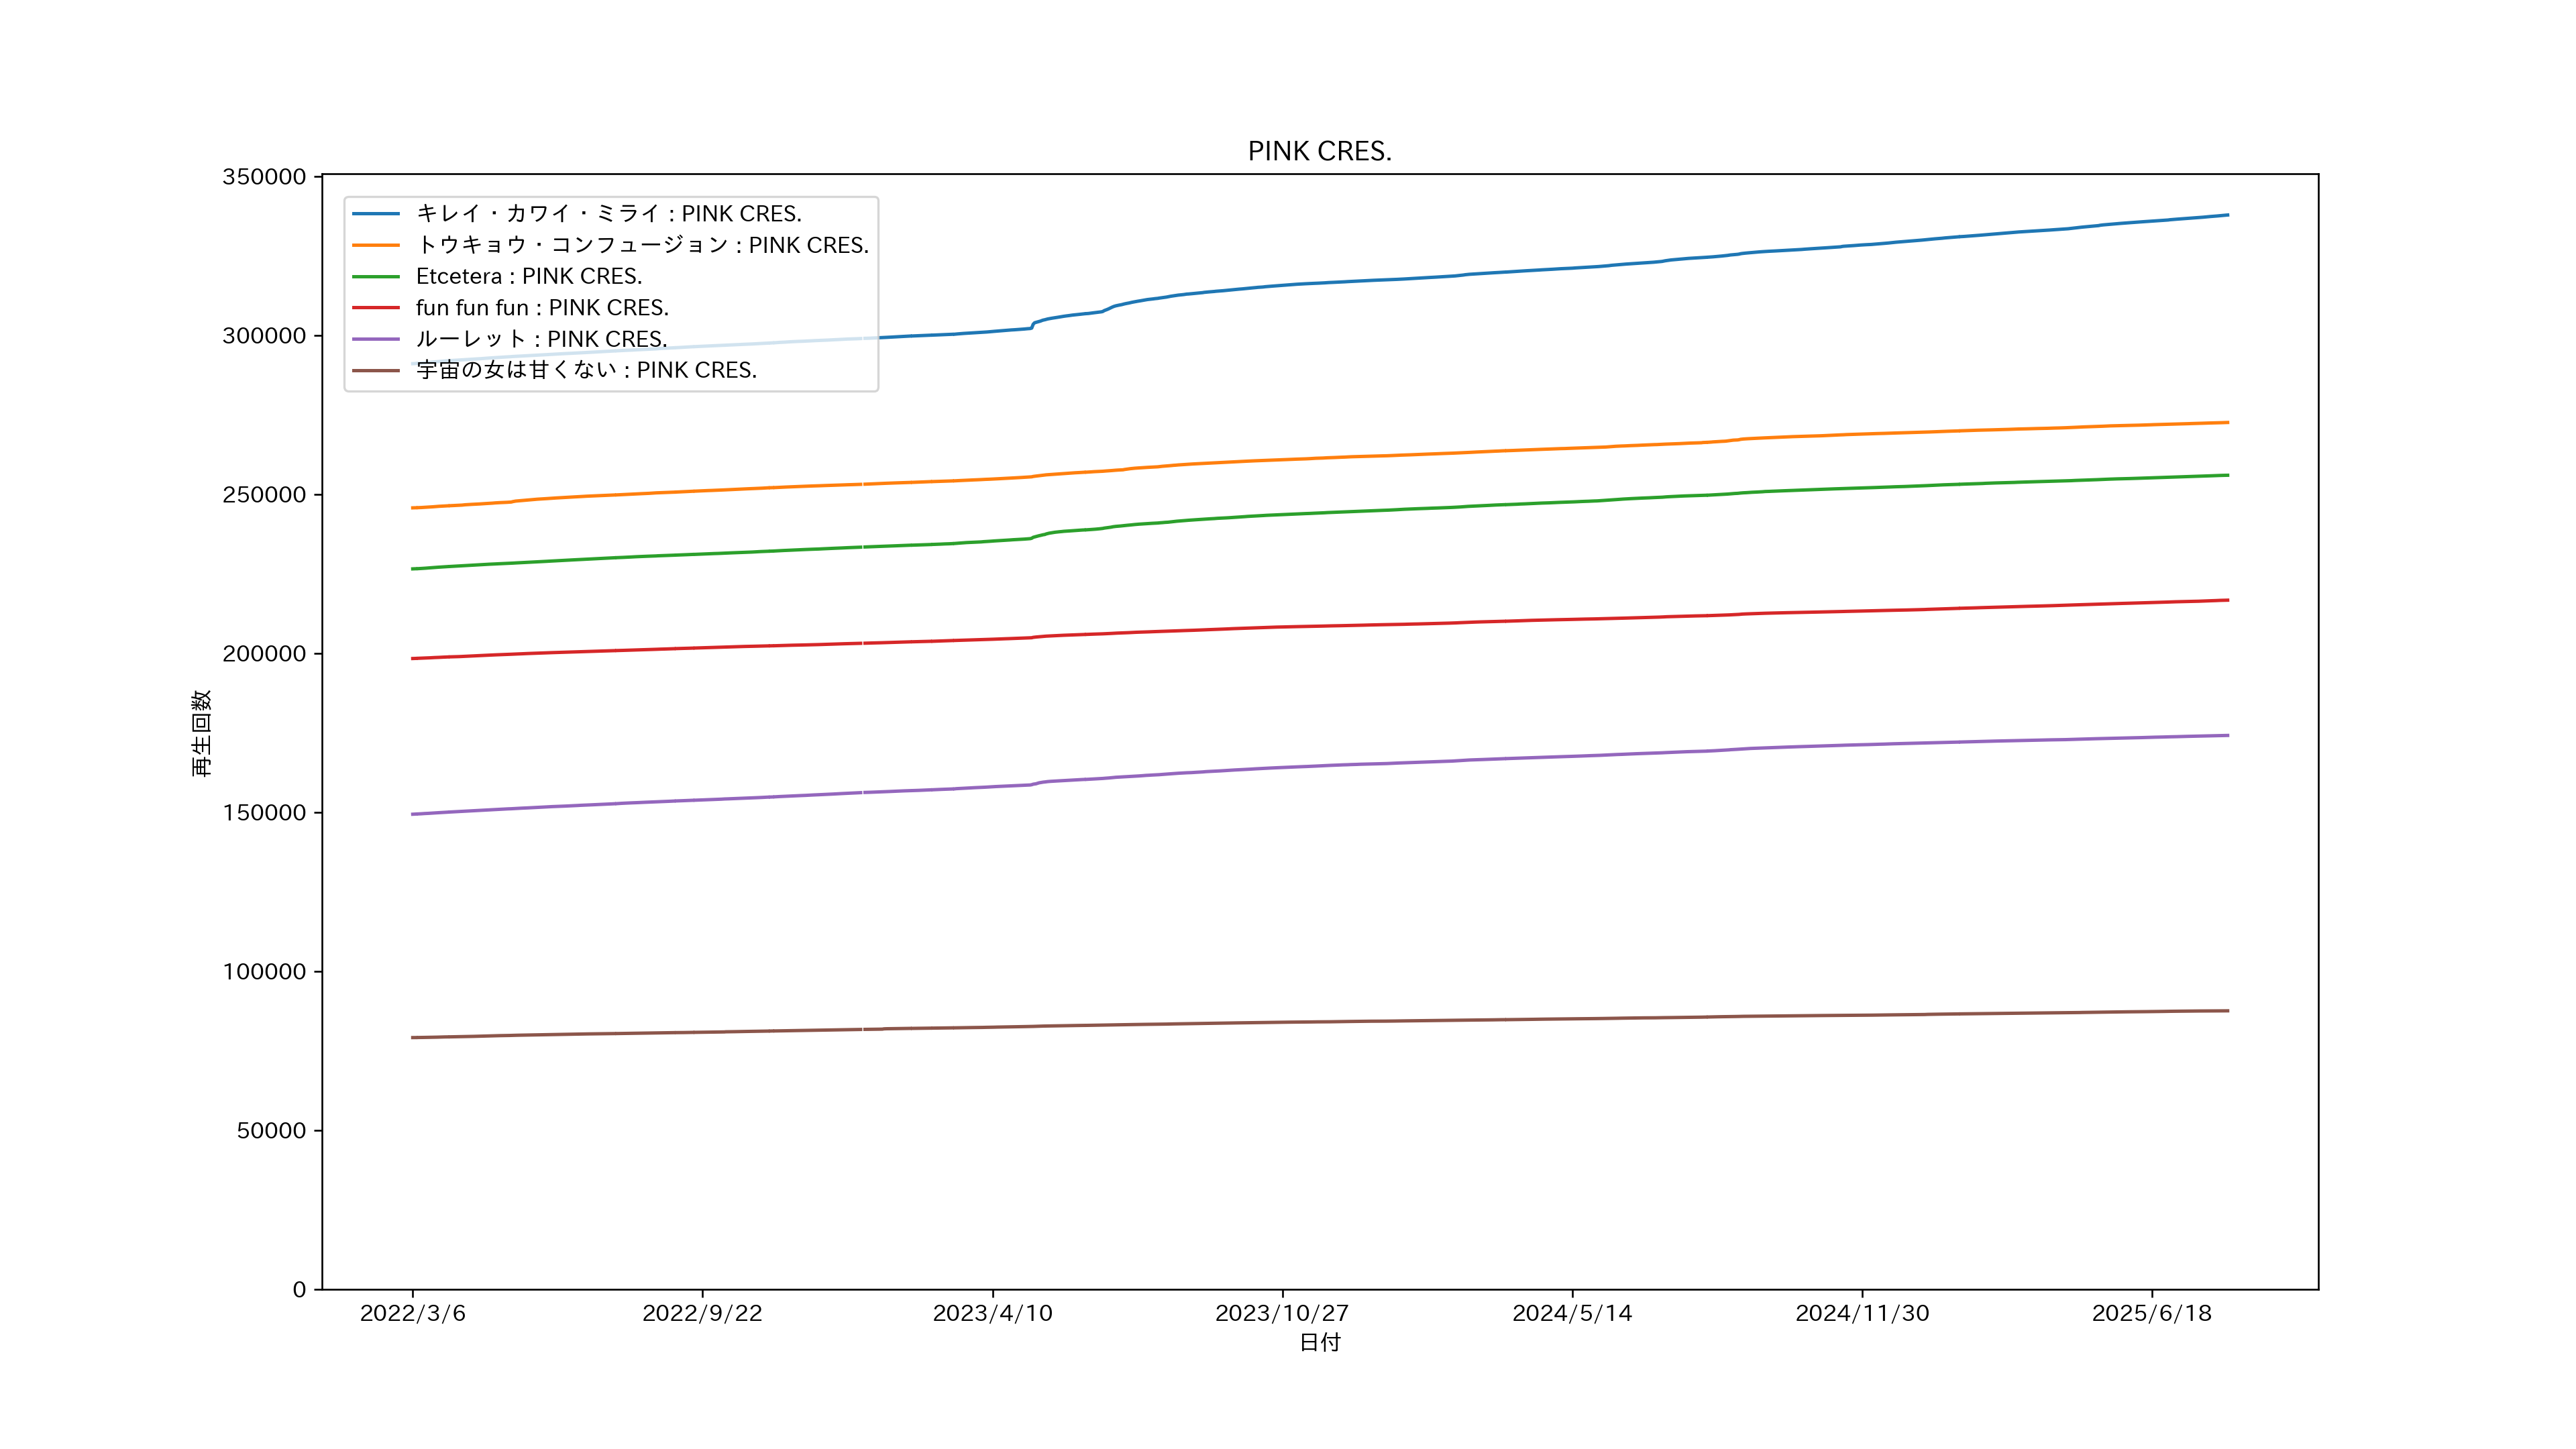 PINK CRES.
350000
300000
250000
200000
150000
100000
50000
0
再生回数
キレイ・カワイ・ミライ : PINK CRES.
トウキョウ・コンフュージョン : PINK CRES.
Etcetera : PINK CRES.
fun fun fun : PINK CRES.
ルーレット : PINK CRES.
宇宙の女は甘くない : PINK CRES.
2022/3/6
2022/9/22
2023/4/10
2023/10/27
2024/5/14
2024/11/30
2025/6/18
日付